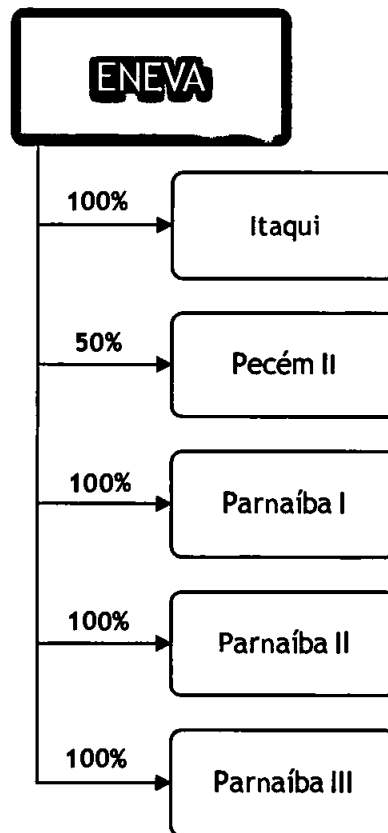 ENEVA
100%
Itaqui
50%
Pecém II
100%
Parnaíba I
100%
Parnaíba II
100%
Parnaíba III